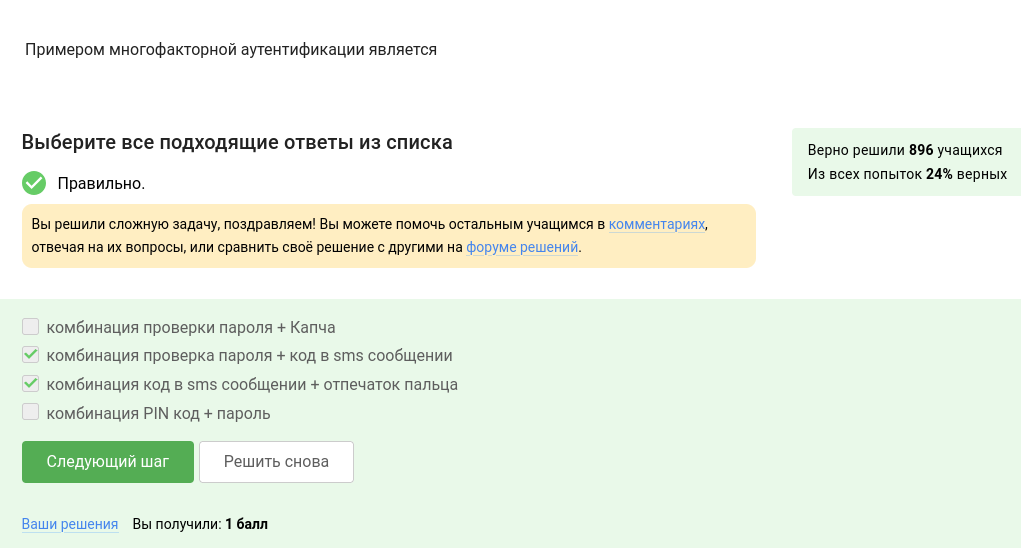 Примером многофакторной аутентификации является
Выберите все подходящие ответы из списка
Верно решили 896 учащихся
Из всех попыток 24% верных
Правильно.
Вы решили сложную задачу, поздравляем! Вы можете помочь остальным учащимся в комментариях,
отвечая на их вопросы, или сравнить своё решение с другими на форуме решений.
комбинация проверки пароля + Капча
комбинация проверка пароля + код в sms сообщении
комбинация код в sms сообщении + отпечаток пальца
комбинация PIN код + пароль
Следующий шаг
Решить снова
Ваши решения Вы получили: 1 балл